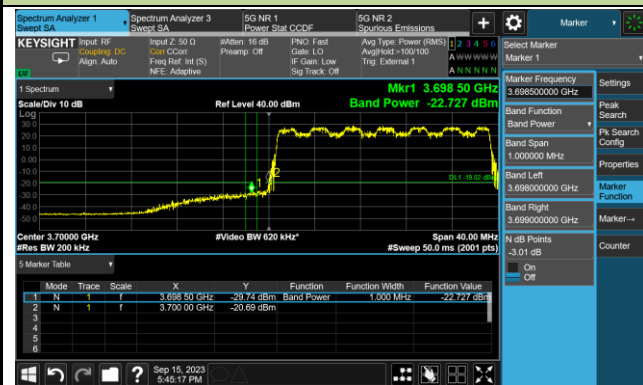 Spectrum Analyzer 1
Swept SA
Spectrum Analyzer 3
Swept SA
5G NR 1
Power Stat CCDF
5G NR 2
Spurious Emissions
Marker
KEYSIGHT
Input: RF
Coupling: DC
Align: Auto
Input Z: 50 Ω
Corr CCorr
Freq Ref: Int (S)
NFE: Adaptive
#Atten: 16 dB
Preamp: Off
PNO: Fast
Gate: LO
IF Gain: Low
Sig Track: Off
Avg Type: Power (RMS)
Avg|Hold:>100/100
Trig: External 1
1 2 3 4 5 6
A W W W W W
A N N N N N
Select Marker
Marker 1
1 Spectrum
Scale/Div 10 dB
Ref Level 40.00 dBm
Mkr1 3.698 50 GHz
Band Power -22.727 dBm
Log
30.0
20.0
10.0
0.00
-10.0
-20.0
-30.0
-40.0
-50.0
1
2
DL1 -19.02 dBm
Center 3.70000 GHz
#Res BW 200 kHz
#Video BW 620 kHz*
Span 40.00 MHz
#Sweep 50.0 ms (2001 pts)
Marker Frequency
3.698500000 GHz
Band Function
Band Power
Band Span
1.000000 MHz
Band Left
3.698000000 GHz
Band Right
3.699000000 GHz
N dB Points
-3.01 dB
On
Off
Settings
Peak Search
Pk Search Config
Properties
Marker Function
Marker→
Counter
5 Marker Table
Mode Trace Scale X Y Function Function Width Function Value
1 N 1 f 3.698 50 GHz -29.74 dBm Band Power 1.000 MHz -22.727 dBm
2 N 1 f 3.700 00 GHz -20.69 dBm
3
4
5
6
Sep 15, 2023
5:45:17 PM